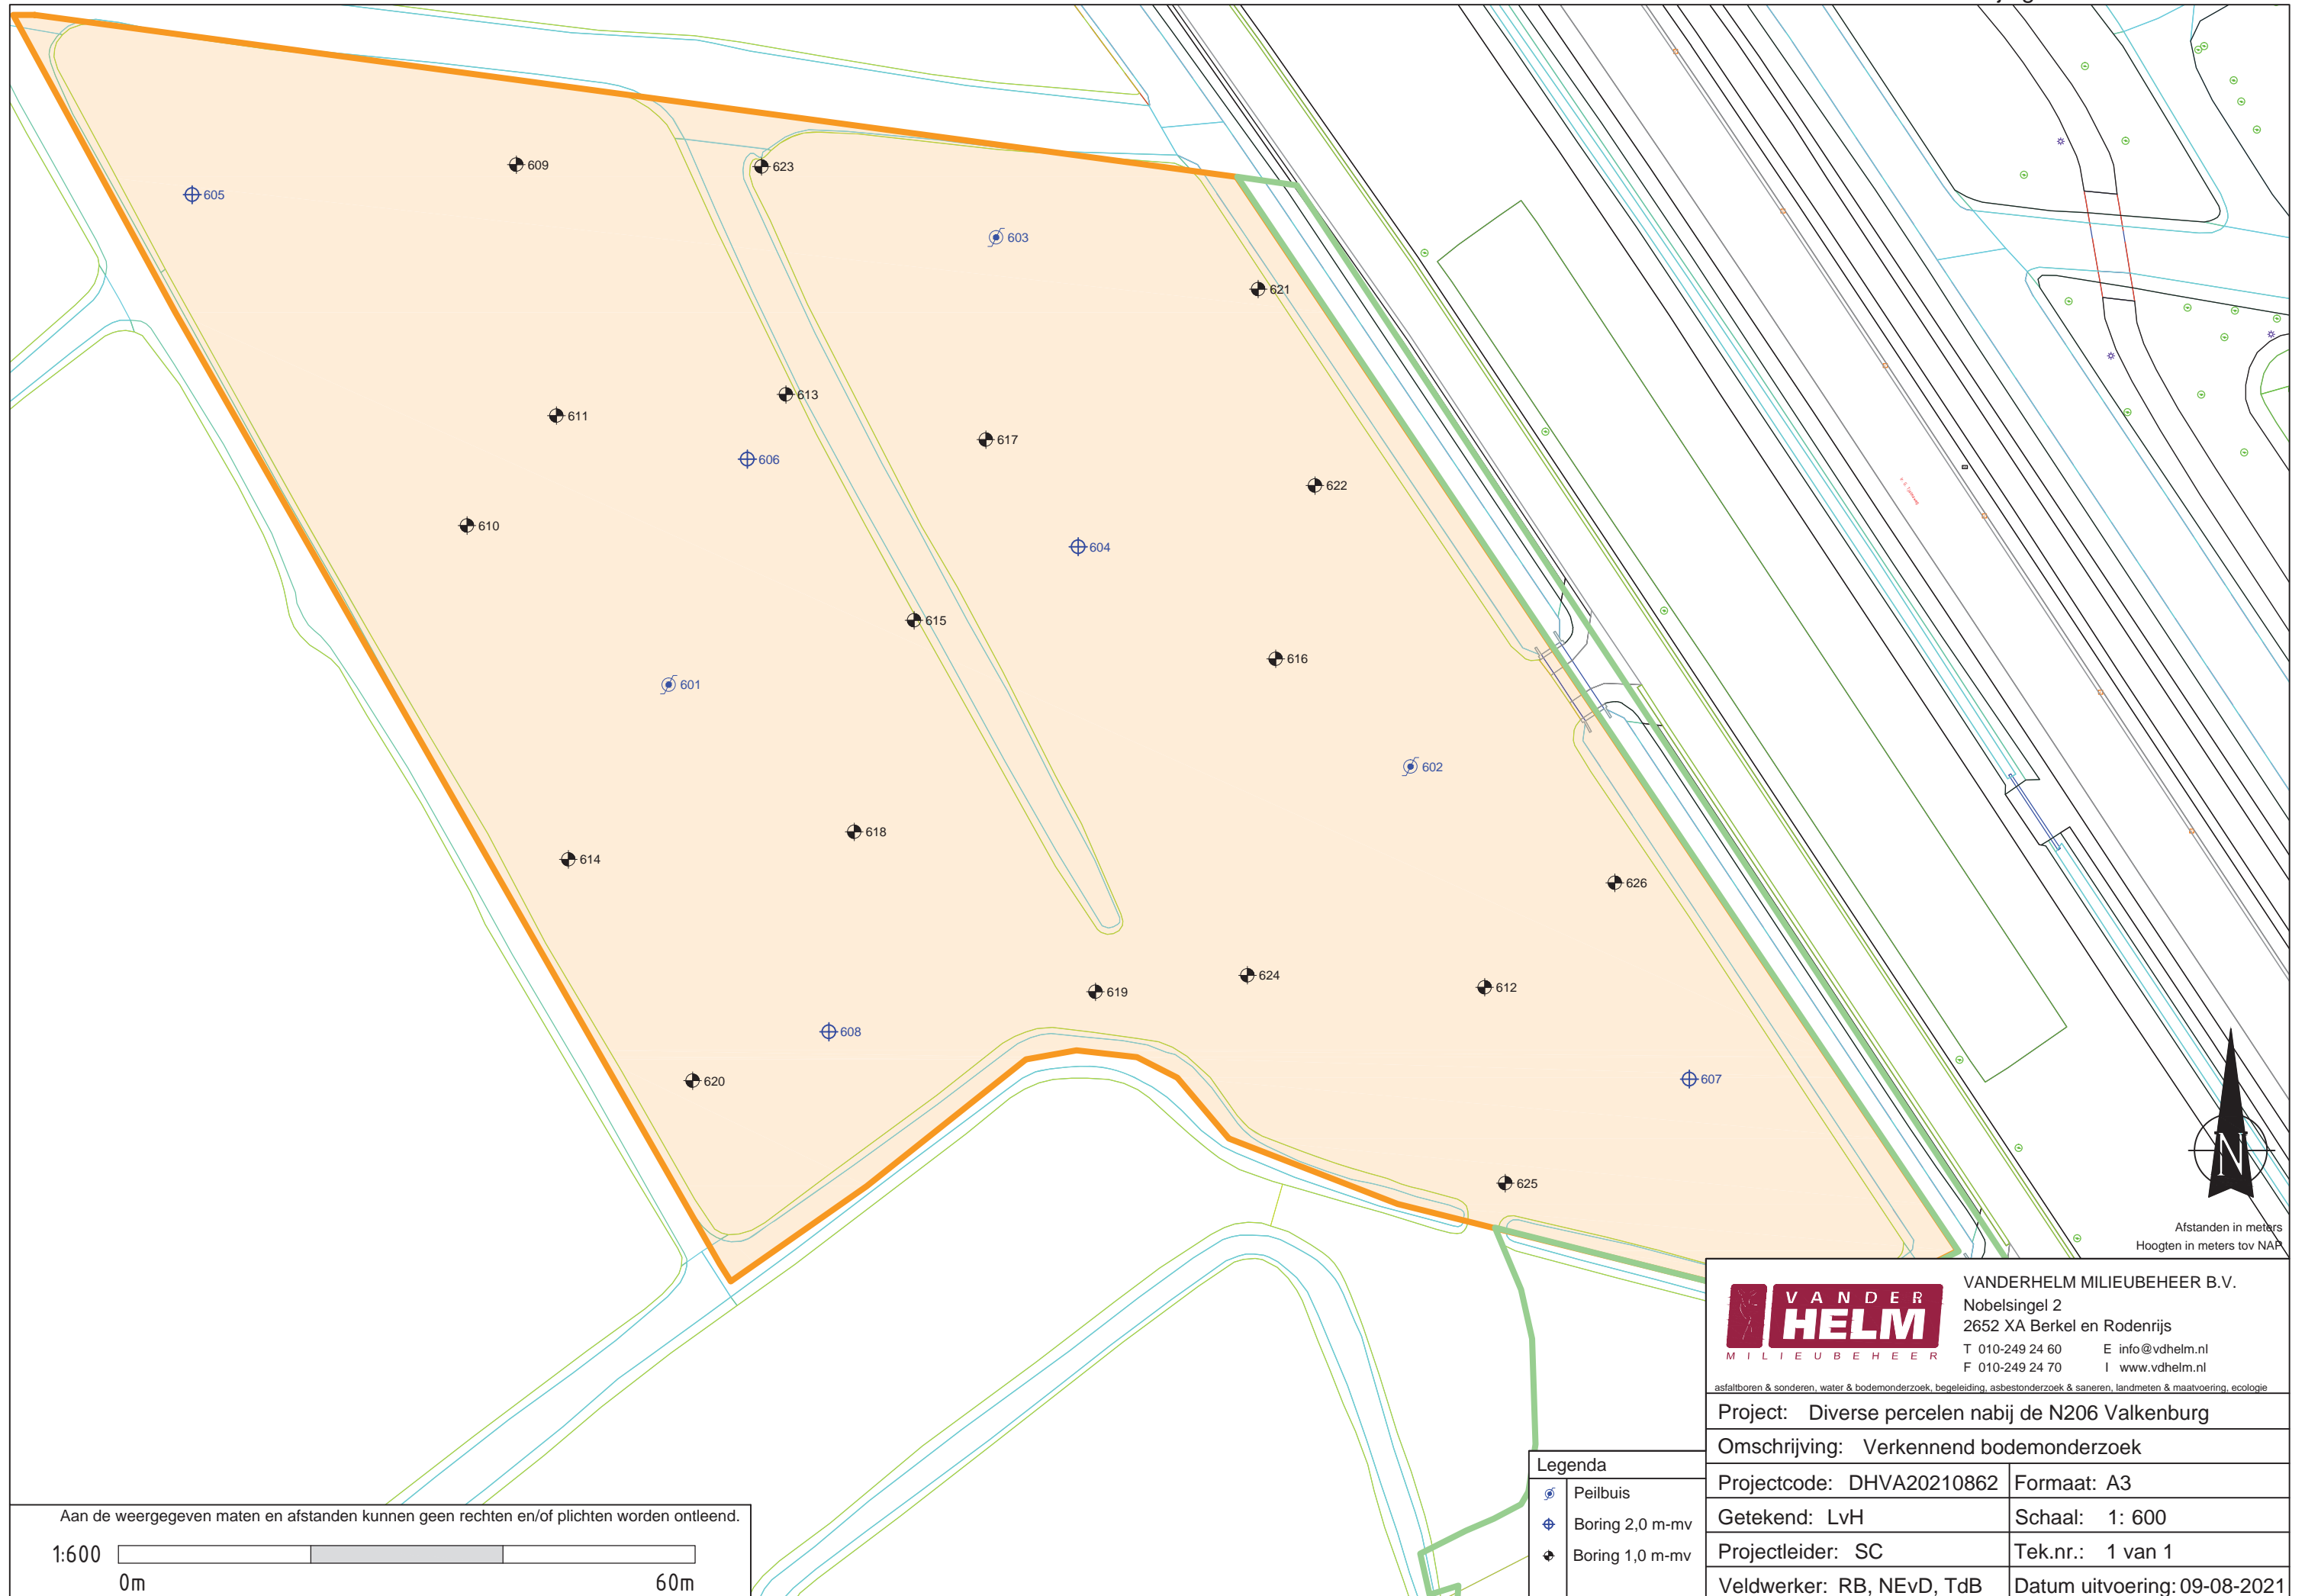 609
623
605
603
621
613
611
617
606
622
610
604
615
616
601
602
618
614
626
624
619
612
608
607
620
625
N
Afstanden in meters
Hoogten in meters tov NAP
VANDER
HELM
MILIEUBEHEER
VANDERHELM MILIEUBEHEER B.V.
Nobelsingel 2
2652 XA Berkel en Rodenrijs
T 010-249 24 60 E info@vdhelm.nl
F 010-249 24 70 I www.vdhelm.nl
asfaltboren & sonderen, water & bodemonderzoek, begeleiding, asbestonderzoek & saneren, landmeten & maatvoering, ecologie
Project: Diverse percelen nabij de N206 Valkenburg
Omschrijving: Verkennend bodemonderzoek
Projectcode: DHVA20210862 Formaat: A3
Getekend: LvH Schaal: 1: 600
Projectleider: SC Tek.nr.: 1 van 1
Veldwerker: RB, NEvD, TdB Datum uitvoering: 09-08-2021
Legenda
Peilbuis
Boring 2,0 m-mv
Boring 1,0 m-mv
Aan de weergegeven maten en afstanden kunnen geen rechten en/of plichten worden ontleend.
1:600
0m 60m